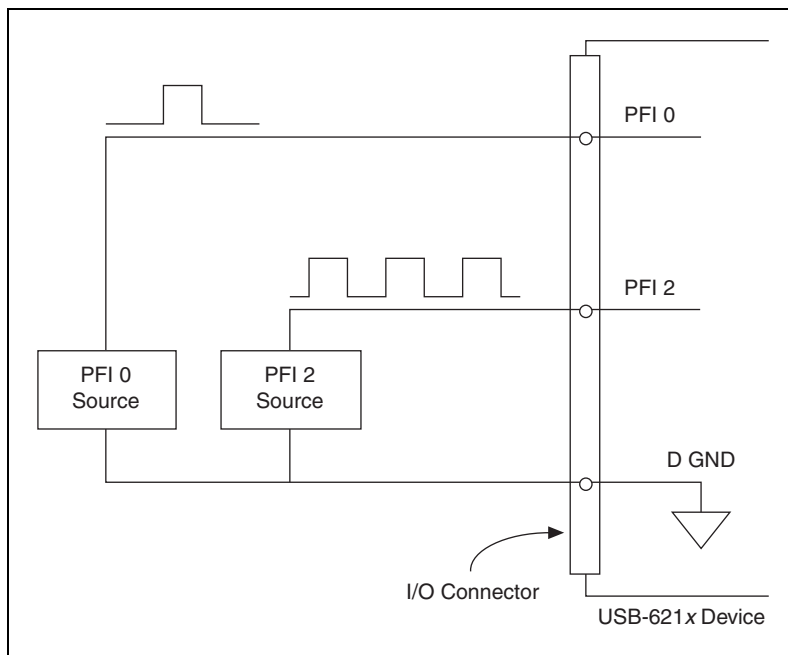 PFI 0
PFI 2
PFI 0
Source
PFI 2
Source
D GND
I/O Connector
USB-621x Device